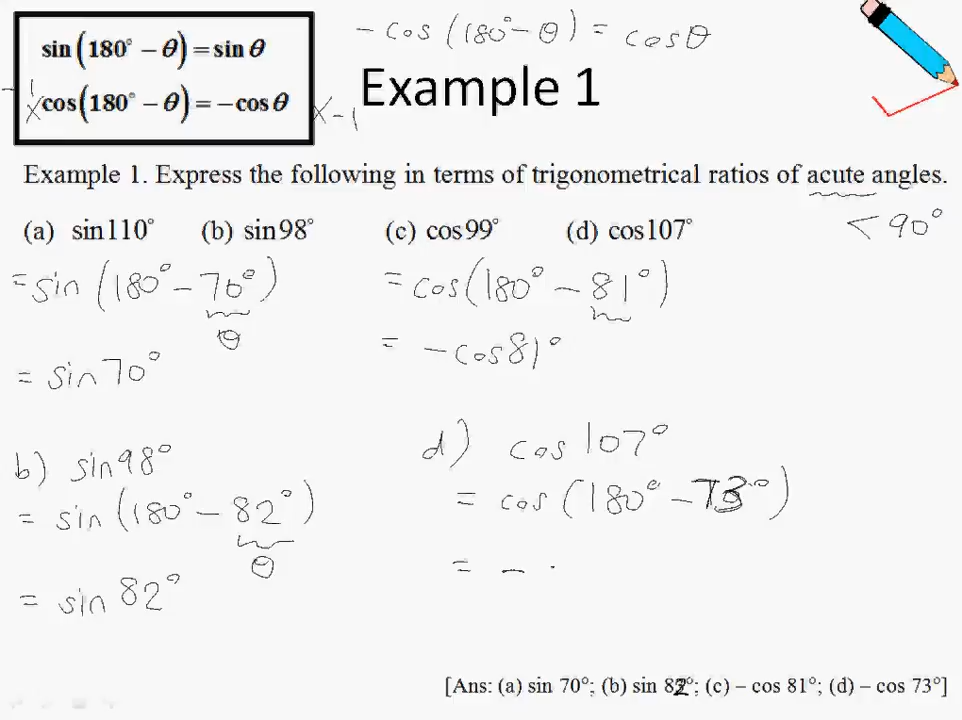 sin(180° − θ) = sin θ
−1 × cos(180° − θ) = −cos θ × −1
−cos (180° − θ) = cos θ
Example 1
Example 1. Express the following in terms of trigonometrical ratios of acute angles.
< 90°
(a) sin110° (b) sin98° (c) cos99° (d) cos107°
= sin (180° − 70°)
θ
= sin 70°
b) sin98°
= sin (180° − 82°)
θ
= sin 82°
= cos(180° − 81°)
= − cos 81°
d) cos 107°
= cos (180° − 73°)
= −
[Ans: (a) sin 70°; (b) sin 82°; (c) – cos 81°; (d) – cos 73°]